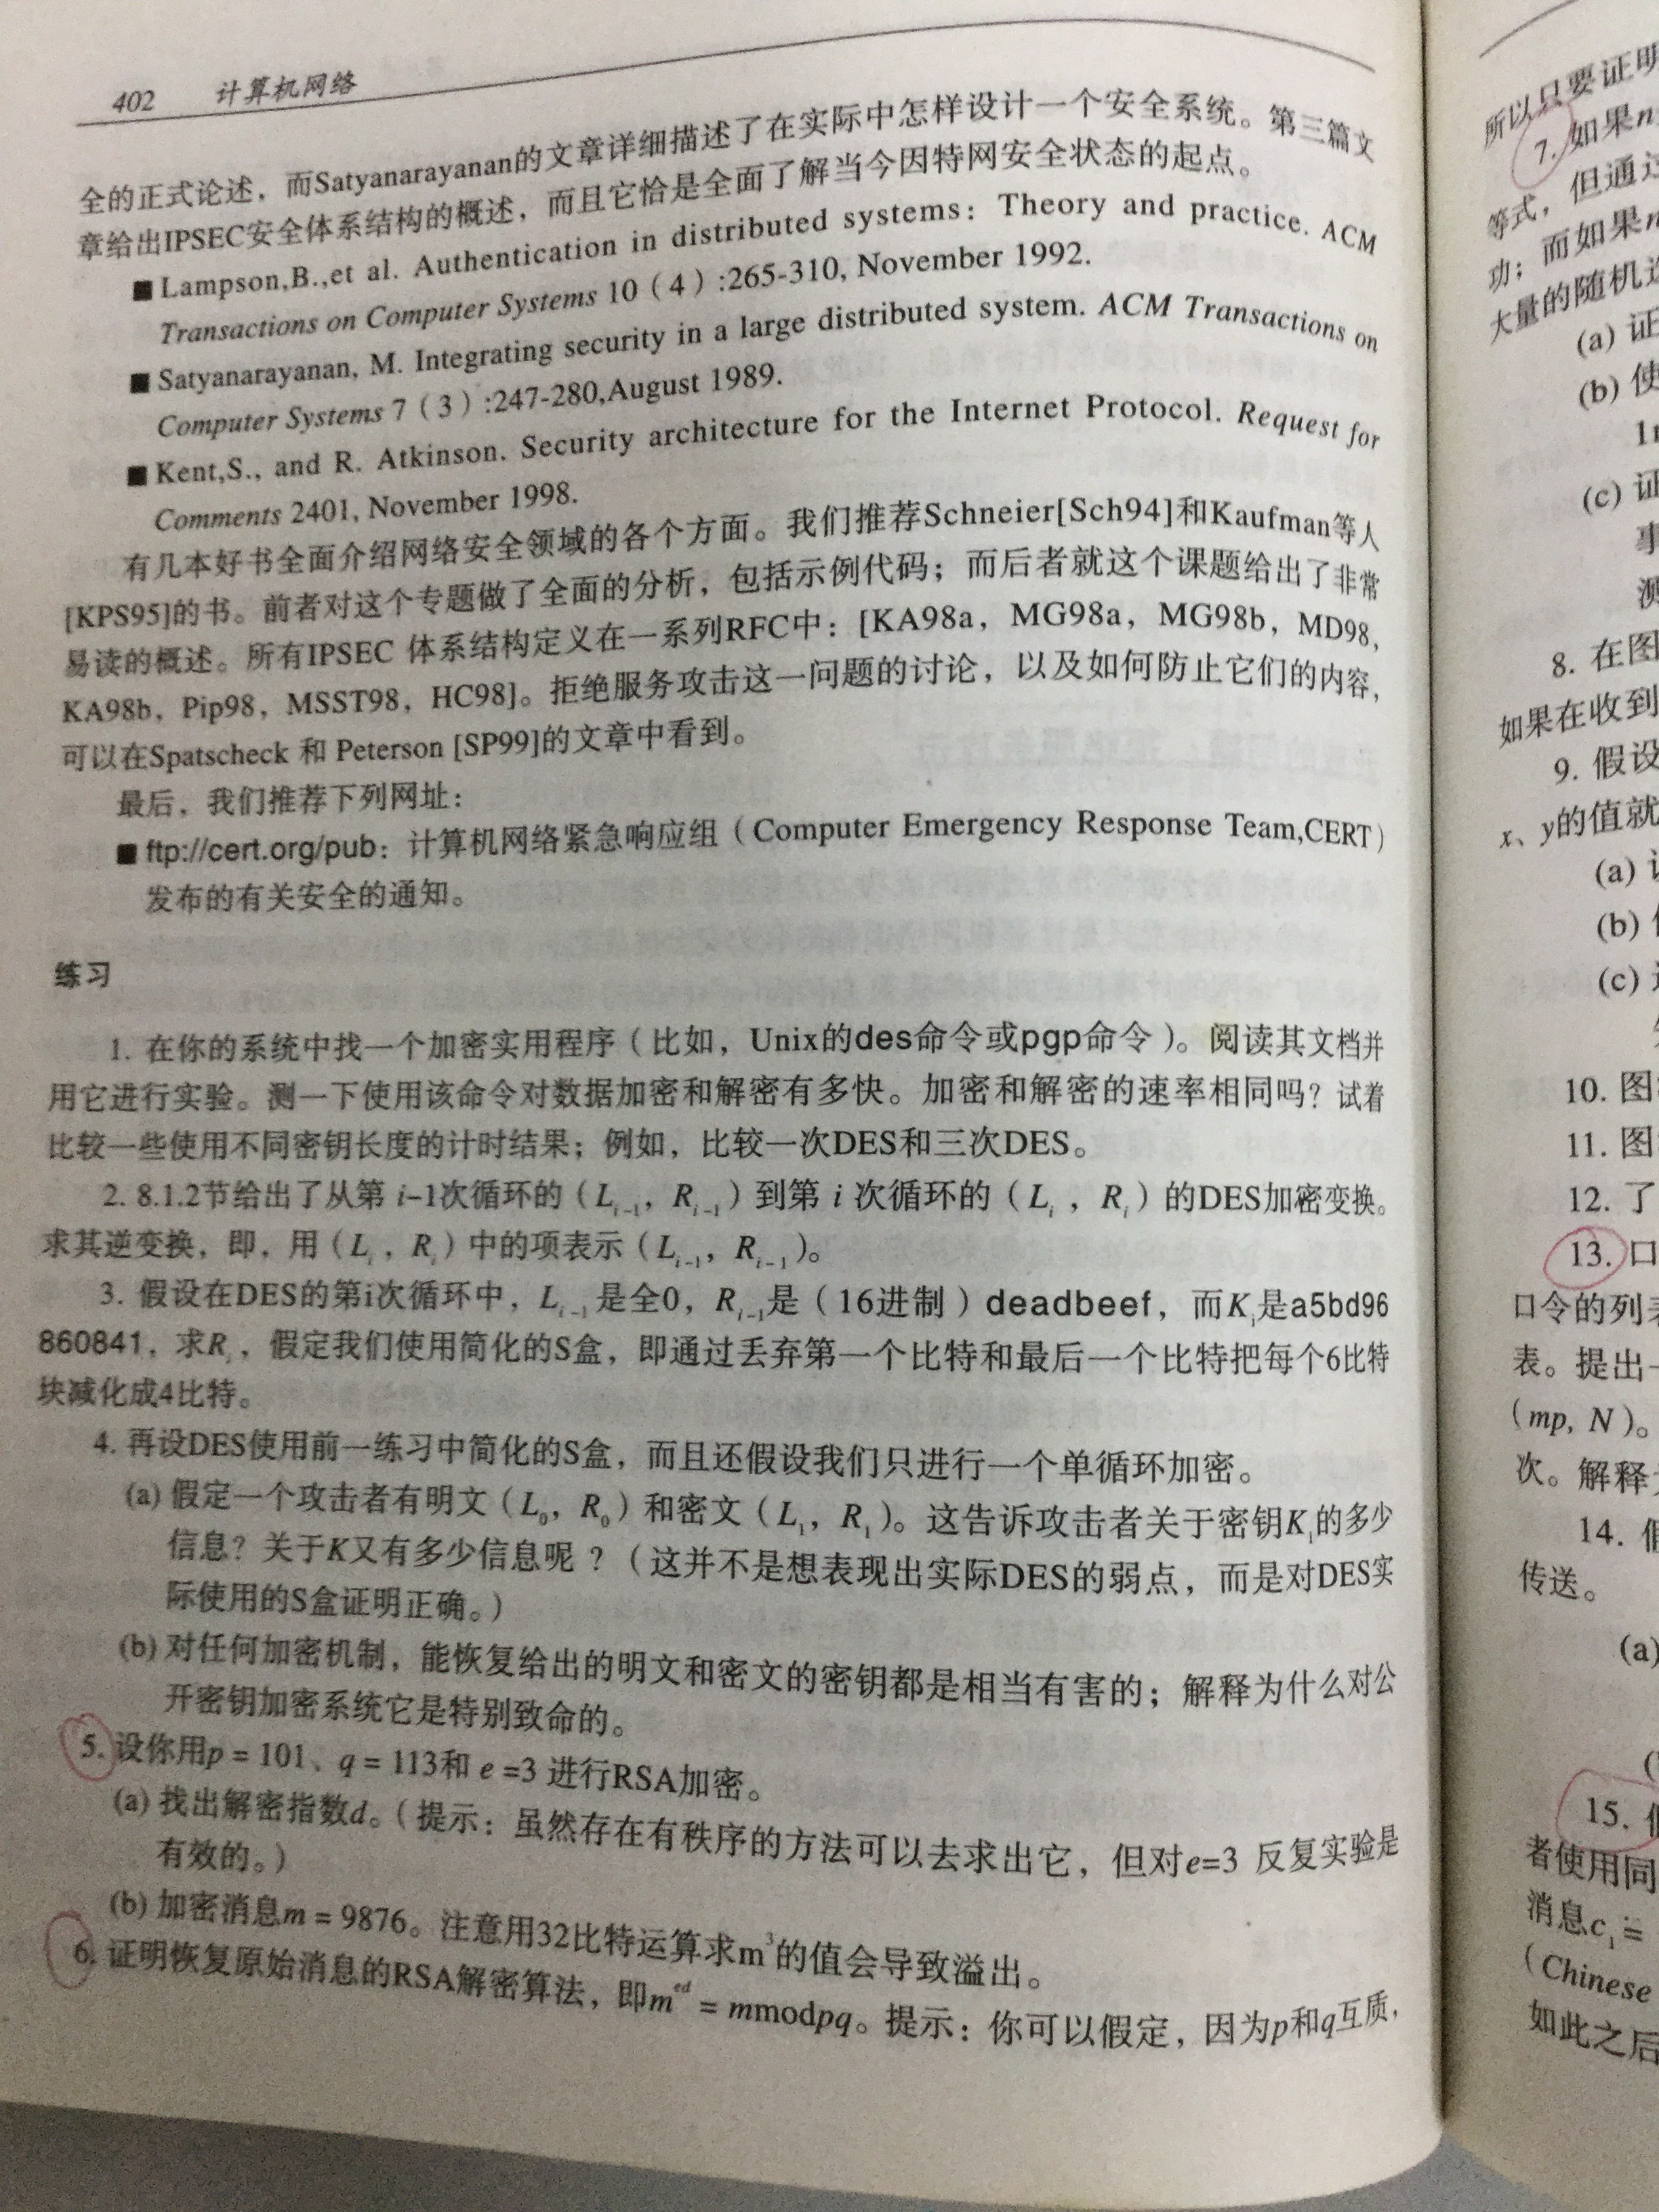 402 计算机网络
全的正式论述，而Satyanarayanan的文章详细描述了在实际中怎样设计一个安全系统。第三篇文
章给出IPSEC安全体系结构的概述，而且它恰是全面了解当今因特网安全状态的起点。
■ Lampson,B.,et al. Authentication in distributed systems：Theory and practice. ACM
Transactions on Computer Systems 10（4）:265-310, November 1992.
■ Satyanarayanan, M. Integrating security in a large distributed system. ACM Transactions on
Computer Systems 7（3）:247-280,August 1989.
■ Kent,S., and R. Atkinson. Security architecture for the Internet Protocol. Request for
Comments 2401, November 1998.
有几本好书全面介绍网络安全领域的各个方面。我们推荐Schneier[Sch94]和Kaufman等人
[KPS95]的书。前者对这个专题做了全面的分析，包括示例代码；而后者就这个课题给出了非常
易读的概述。所有IPSEC 体系结构定义在一系列RFC中：[KA98a，MG98a，MG98b，MD98，
KA98b，Pip98，MSST98，HC98]。拒绝服务攻击这一问题的讨论，以及如何防止它们的内容，
可以在Spatscheck 和 Peterson [SP99]的文章中看到。
最后，我们推荐下列网址：
■ ftp://cert.org/pub：计算机网络紧急响应组（Computer Emergency Response Team,CERT）
发布的有关安全的通知。
练习
1. 在你的系统中找一个加密实用程序（比如，Unix的des命令或pgp命令）。阅读其文档并
用它进行实验。测一下使用该命令对数据加密和解密有多快。加密和解密的速率相同吗？试着
比较一些使用不同密钥长度的计时结果；例如，比较一次DES和三次DES。
2. 8.1.2节给出了从第 i–1次循环的（L_{i-1}，R_{i-1}）到第 i 次循环的（L_i，R_i）的DES加密变换。
求其逆变换，即，用（L_i，R_i）中的项表示（L_{i-1}，R_{i-1}）。
3. 假设在DES的第i次循环中，L_{i-1}是全0，R_{i-1}是（16进制）deadbeef，而K_i是a5bd96
860841，求R_i，假定我们使用简化的S盒，即通过丢弃第一个比特和最后一个比特把每个6比特
块减化成4比特。
4. 再设DES使用前一练习中简化的S盒，而且还假设我们只进行一个单循环加密。
(a) 假定一个攻击者有明文（L_0，R_0）和密文（L_1，R_1）。这告诉攻击者关于密钥K_1的多少
信息？关于K又有多少信息呢？（这并不是想表现出实际DES的弱点，而是对DES实
际使用的S盒证明正确。）
(b) 对任何加密机制，能恢复给出的明文和密文的密钥都是相当有害的；解释为什么对公
开密钥加密系统它是特别致命的。
5. 设你用p = 101、q = 113和 e =3 进行RSA加密。
(a) 找出解密指数d。（提示：虽然存在有秩序的方法可以去求出它，但对e=3 反复实验是
有效的。）
(b) 加密消息m = 9876。注意用32比特运算求m^3的值会导致溢出。
6. 证明恢复原始消息的RSA解密算法，即m^{ed} = mmodpq。提示：你可以假定，因为p和q互质，
所以只要证明
7. 如果n
但通过
等式，
功；而如果n
大量的随机选
(a) 证
(b) 使
(c) 证
事
测
8. 在图
如果在收到
9. 假设
x、y的值就
(a)
(b)
(c)
10. 图
11. 图
12. 了
13. 口
口令的列表
表。提出一
（mp, N）。
次。解释
14.
传送。
(a)
15.
者使用同
消息c_1 =
（Chinese
如此之后